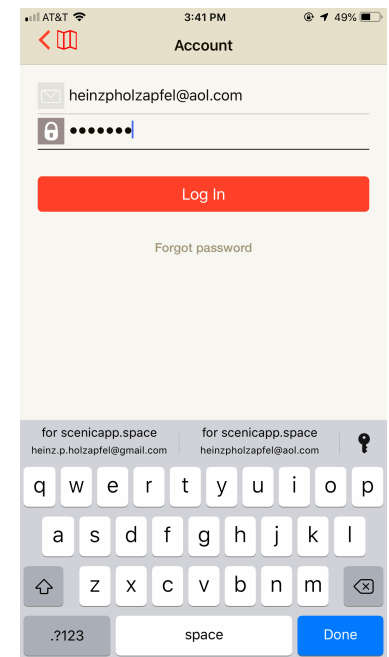 AT&T 3:41 PM 49%
Account
heinzpholzapfel@aol.com
•••••••
Log In
Forgot password
for scenicapp.space for scenicapp.space
heinz.p.holzapfel@gmail.com heinzpholzapfel@aol.com
q w e r t y u i o p
a s d f g h j k l
z x c v b n m
.?123 space Done